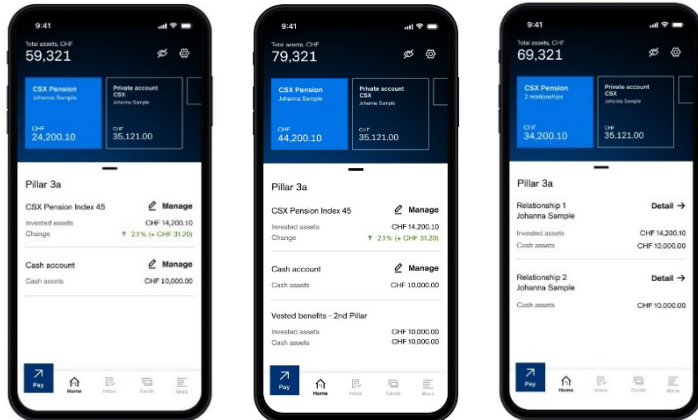 9:41
Total assets, CHF
59,321
CSX Pension
Johanna Sample
CHF
24,200.10
Private account
CSX
Johanna Sample
CHF
35,121.00
Pillar 3a
CSX Pension Index 45 Manage
Invested assets CHF 14,200.10
Change ↑ 2.1% (+ CHF 31.20)
Cash account Manage
Cash assets CHF 10,000.00
Pay
Home
Inbox
Cards
More
9:41
Total assets, CHF
79,321
CSX Pension
Johanna Sample
CHF
44,200.10
Private account
CSX
Johanna Sample
CHF
35,121.00
Pillar 3a
CSX Pension Index 45 Manage
Invested assets CHF 14,200.10
Change ↑ 2.1% (+ CHF 31.20)
Cash account Manage
Cash assets CHF 10,000.00
Vested benefits - 2nd Pillar
Invested assets CHF 10,000.00
Cash assets CHF 10,000.00
Pay
Home
Inbox
Cards
More
9:41
Total assets, CHF
69,321
CSX Pension
2 relationships
CHF
34,200.10
Private account
CSX
Johanna Sample
CHF
35,121.00
Pillar 3a
Relationship 1 Detail →
Johanna Sample
Invested assets CHF 14,200.10
Cash assets CHF 10,000.00
Relationship 2 Detail →
Johanna Sample
Cash assets CHF 10,000.00
Pay
Home
Inbox
Cards
More